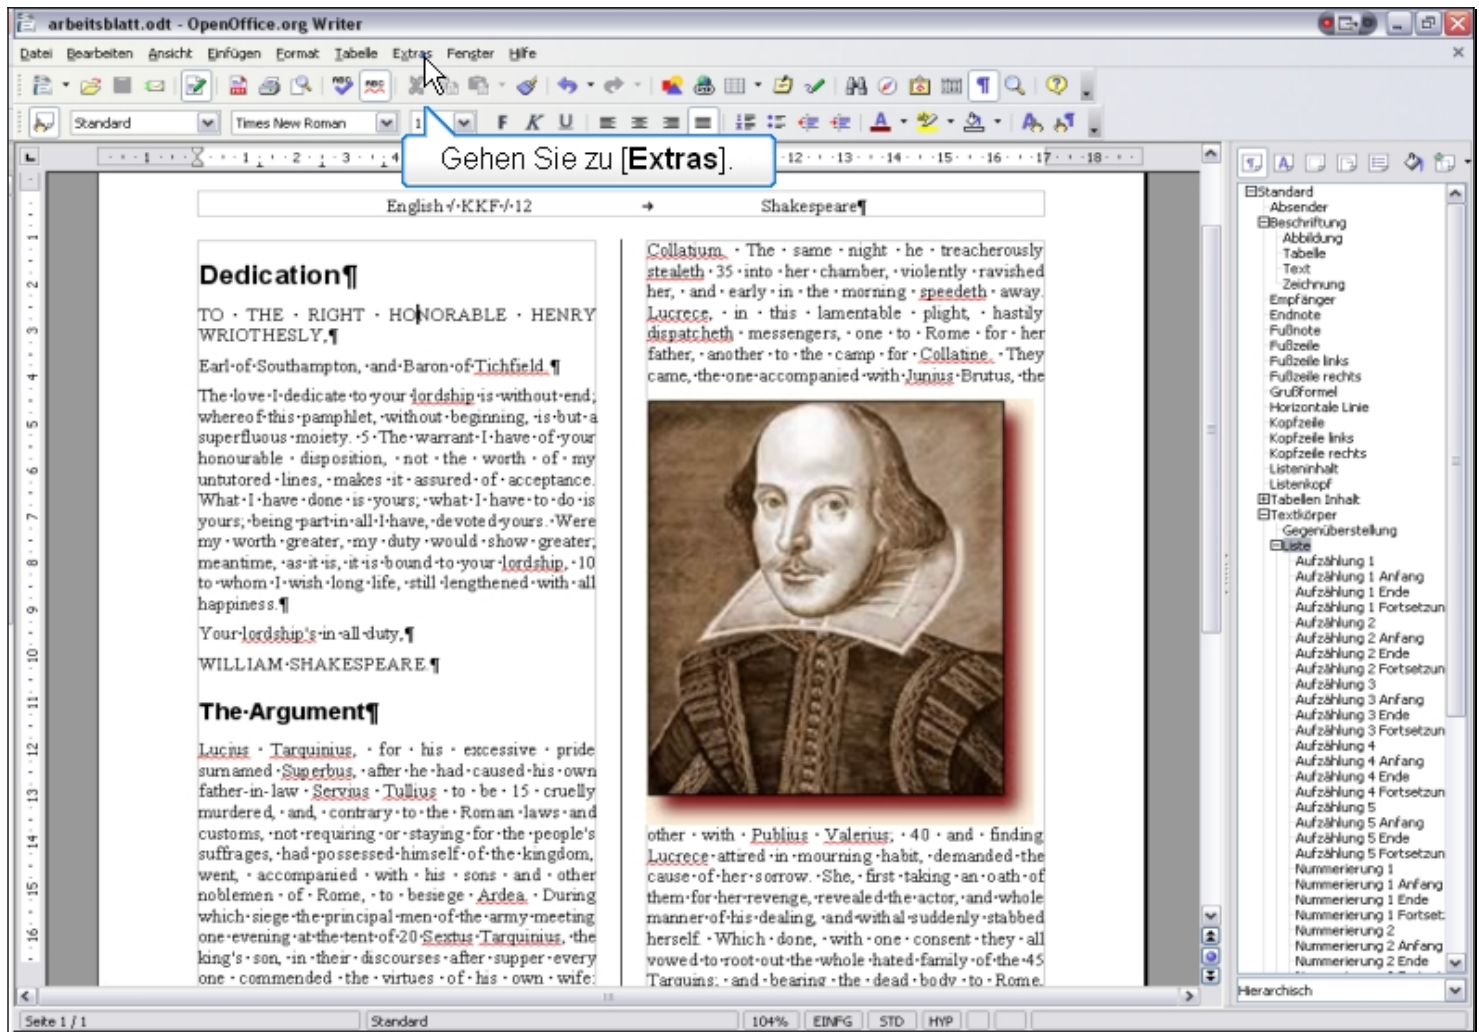 arbeitsblatt.odt - OpenOffice.org Writer
Datei Bearbeiten Ansicht Einfügen Format Tabelle Extras Fenster Hilfe
Standard
Times New Roman
F K U
Gehen Sie zu [Extras].
English √·KKF·/·12 → Shakespeare¶
Dedication¶
TO · THE · RIGHT · HONORABLE · HENRY
WRIOTHESLY,¶
Earl·of·Southampton,·and·Baron·of·Tichfield.¶
The·love·I·dedicate·to·your·lordship·is·without·end;
whereof·this·pamphlet,·without·beginning,·is·but·a
superfluous·moiety.·5·The·warrant·I·have·of·your
honourable·disposition,·not·the·worth·of·my
untutored·lines,·makes·it·assured·of·acceptance.
What·I·have·done·is·yours;·what·I·have·to·do·is
yours;·being·part·in·all·I·have,·devoted·yours.·Were
my·worth·greater,·my·duty·would·show·greater;
meantime,·as·it·is,·it·is·bound·to·your·lordship,·10
to·whom·I·wish·long·life,·still·lengthened·with·all
happiness.¶
Your·lordship's·in·all·duty,¶
WILLIAM·SHAKESPEARE.¶
The·Argument¶
Lucius·Tarquinius,·for·his·excessive·pride
surnamed·Superbus,·after·he·had·caused·his·own
father-in-law·Servius·Tullius·to·be·15·cruelly
murdered,·and,·contrary·to·the·Roman·laws·and
customs,·not·requiring·or·staying·for·the·people's
suffrages,·had·possessed·himself·of·the·kingdom,
went,·accompanied·with·his·sons·and·other
noblemen·of·Rome,·to·besiege·Ardea.·During
which·siege·the·principal·men·of·the·army·meeting
one·evening·at·the·tent·of·20·Sextus·Tarquinius,·the
king's·son,·in·their·discourses·after·supper·every
one·commended·the·virtues·of·his·own·wife:
Collatium.·The·same·night·he·treacherously
stealeth·35·into·her·chamber,·violently·ravished
her,·and·early·in·the·morning·speedeth·away.
Lucrece,·in·this·lamentable·plight,·hastily
dispatcheth·messengers,·one·to·Rome·for·her
father,·another·to·the·camp·for·Collatine.·They
came,·the·one·accompanied·with·Junius·Brutus,·the
other·with·Publius·Valerius;·40·and·finding
Lucrece·attired·in·mourning·habit,·demanded·the
cause·of·her·sorrow.·She,·first·taking·an·oath·of
them·for·her·revenge,·revealed·the·actor,·and·whole
manner·of·his·dealing,·and·withal·suddenly·stabbed
herself.·Which·done,·with·one·consent·they·all
vowed·to·root·out·the·whole·hated·family·of·the·45
Tarquins;·and·bearing·the·dead·body·to·Rome,
Standard
Absender
Beschriftung
Abbildung
Tabelle
Text
Zeichnung
Empfänger
Endnote
Fußnote
Fußzeile
Fußzeile links
Fußzeile rechts
Grußformel
Horizontale Linie
Kopfzeile
Kopfzeile links
Kopfzeile rechts
Listeninhalt
Listenkopf
Tabellen Inhalt
Textkörper
Gegenüberstellung
Liste
Aufzählung 1
Aufzählung 1 Anfang
Aufzählung 1 Ende
Aufzählung 1 Fortsetzun
Aufzählung 2
Aufzählung 2 Anfang
Aufzählung 2 Ende
Aufzählung 2 Fortsetzun
Aufzählung 3
Aufzählung 3 Anfang
Aufzählung 3 Ende
Aufzählung 3 Fortsetzun
Aufzählung 4
Aufzählung 4 Anfang
Aufzählung 4 Ende
Aufzählung 4 Fortsetzun
Aufzählung 5
Aufzählung 5 Anfang
Aufzählung 5 Ende
Aufzählung 5 Fortsetzun
Nummerierung 1
Nummerierung 1 Anfang
Nummerierung 1 Ende
Nummerierung 1 Fortset:
Nummerierung 2
Nummerierung 2 Anfang
Nummerierung 2 Ende
Hierarchisch
Seite 1 / 1 Standard 104% EINFG STD HYP